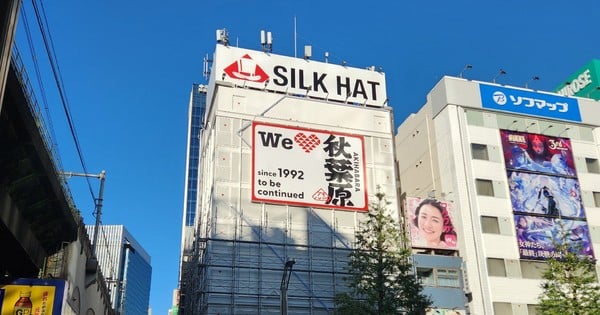 SILK HAT
We
秋葉原
AKIHABARA
since 1992
to be
continued
ソフマップ